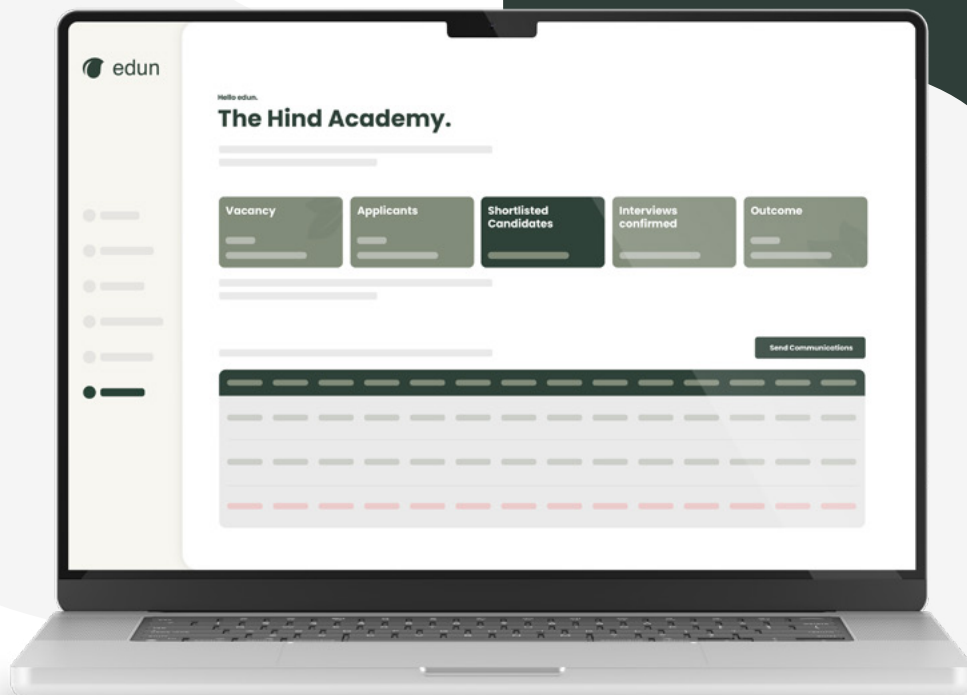 edun
Hello edun.
The Hind Academy.
Vacancy
Applicants
Shortlisted
Candidates
Interviews
confirmed
Outcome
Send Communications